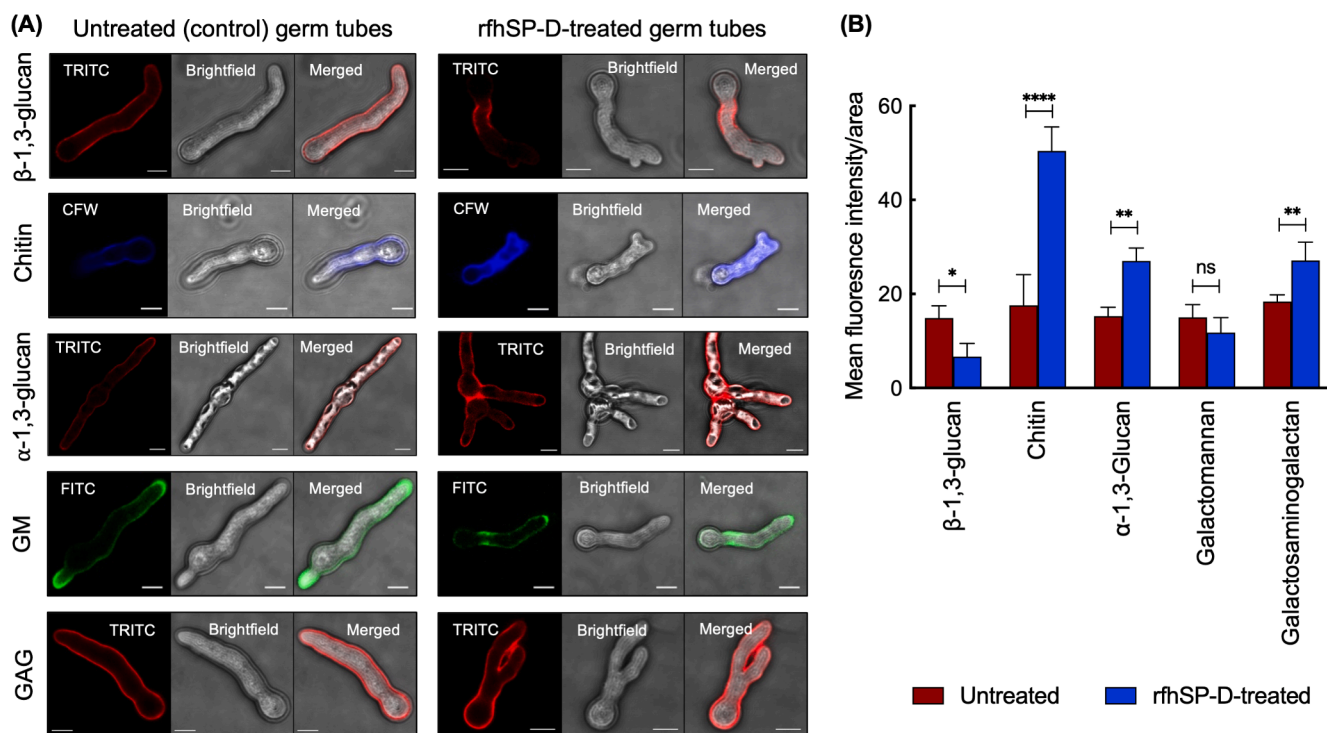 (A)
Untreated (control) germ tubes
rfhSP-D-treated germ tubes
β-1,3-glucan
TRITC
Brightfield
Merged
TRITC
Brightfield
Merged
Chitin
CFW
Brightfield
Merged
CFW
Brightfield
Merged
α-1,3-glucan
TRITC
Brightfield
Merged
TRITC
Brightfield
Merged
GM
FITC
Brightfield
Merged
FITC
Brightfield
Merged
GAG
TRITC
Brightfield
Merged
TRITC
Brightfield
Merged
(B)
Mean fluoresnce intensity/area
60
40
20
0
*
****
**
ns
**
β-1,3-glucan
Chitin
α-1,3-Glucan
Galactomannan
Galactosaminogalactan
Untreated
rfhSP-D-treated